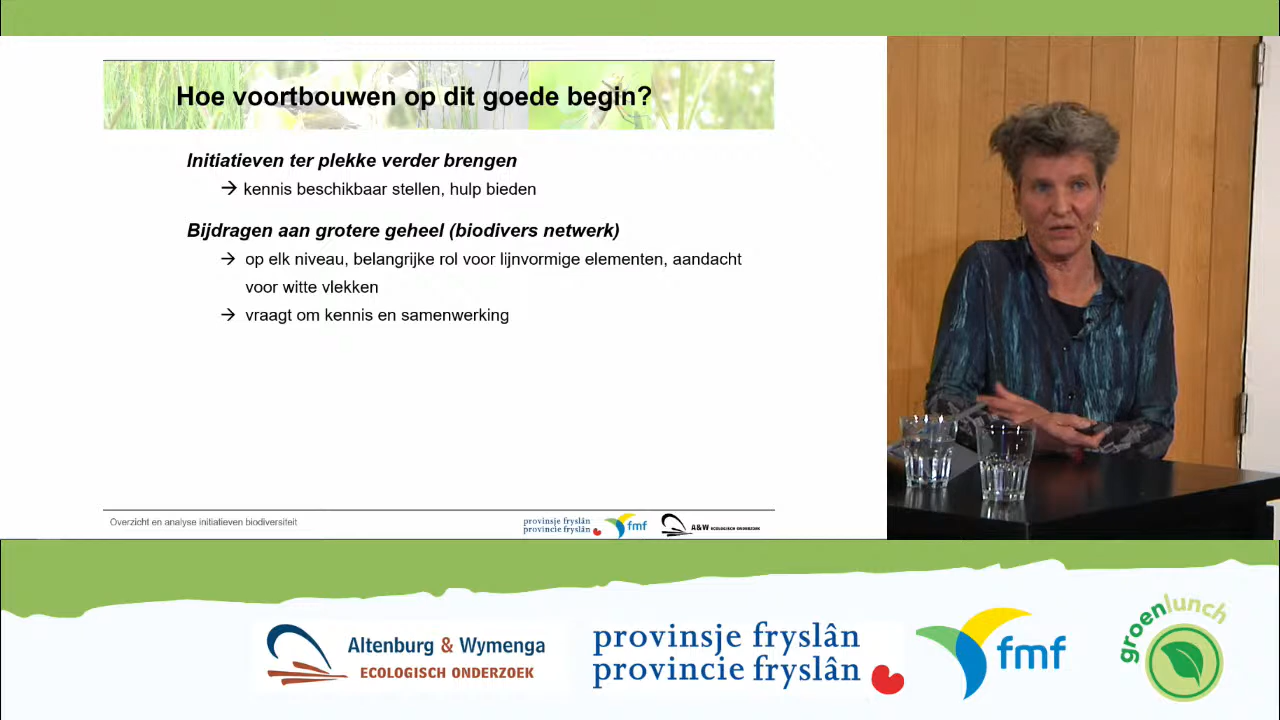 Hoe voortbouwen op dit goede begin?
Initiatieven ter plekke verder brengen
→ kennis beschikbaar stellen, hulp bieden
Bijdragen aan grotere geheel (biodivers netwerk)
→ op elk niveau, belangrijke rol voor lijnvormige elementen, aandacht
voor witte vlekken
→ vraagt om kennis en samenwerking
Overzicht en analyse initiatieven biodiversiteit
provinsje fryslân
provincie fryslân
fmf
A&W ECOLOGISCH ONDERZOEK
Altenburg & Wymenga
ECOLOGISCH ONDERZOEK
provinsje fryslân
provincie fryslân
fmf
groenlunch